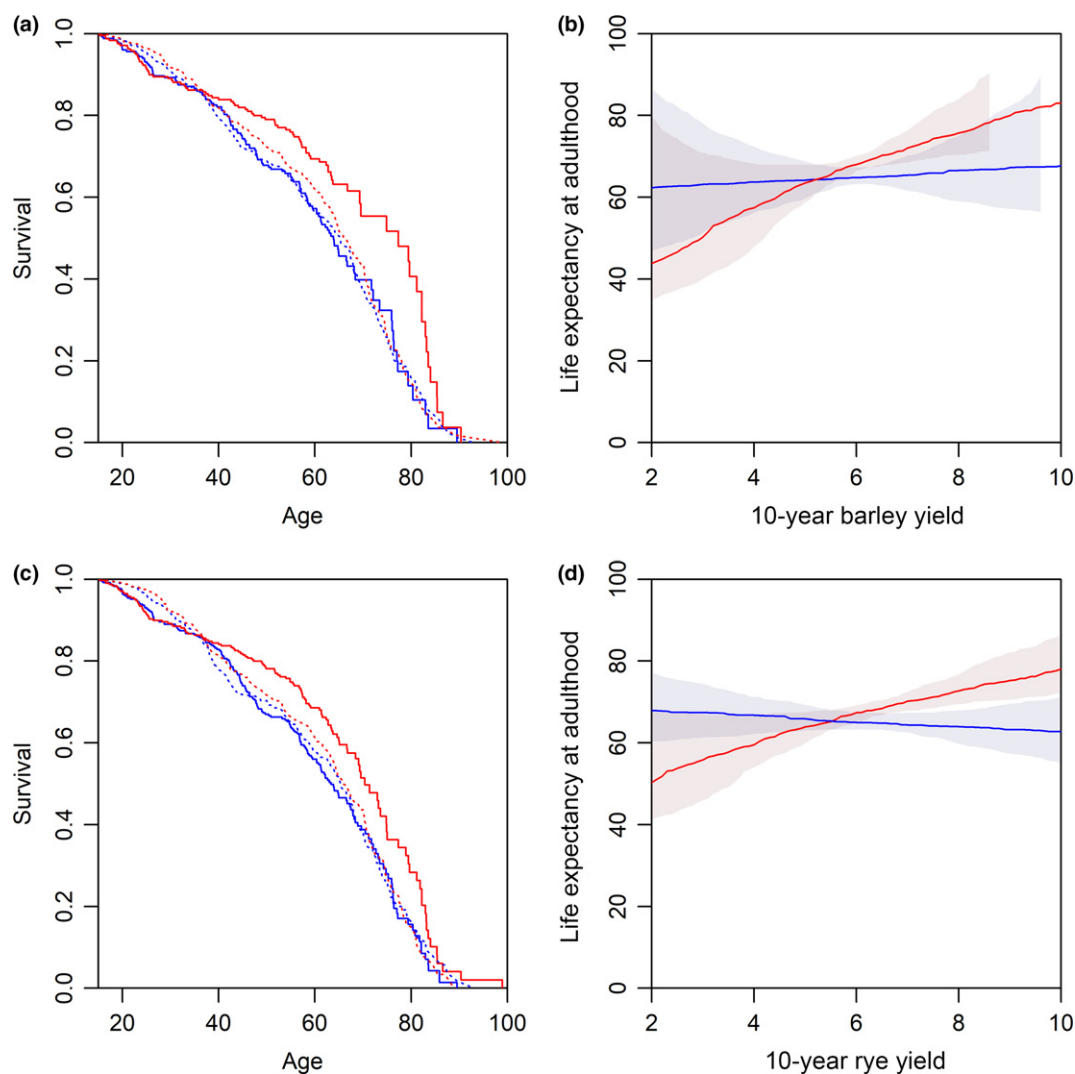 (a)
1.0
0.8
0.6
0.4
0.2
0.0
Survival
20 40 60 80 100
Age
(b)
100
80
60
40
20
0
Life expectancy at adulthood
2 4 6 8 10
10-year barley yield
(c)
1.0
0.8
0.6
0.4
0.2
0.0
Survival
20 40 60 80 100
Age
(d)
100
80
60
40
20
0
Life expectancy at adulthood
2 4 6 8 10
10-year rye yield